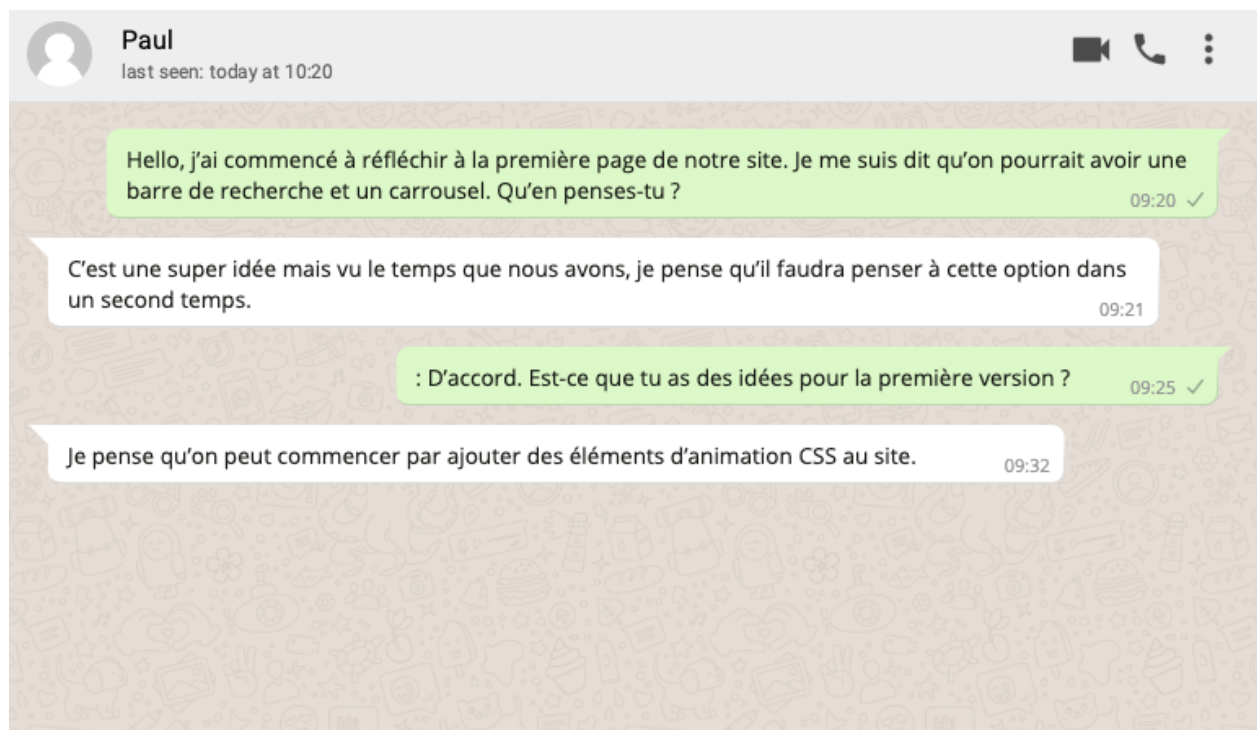 Paul
last seen: today at 10:20
Hello, j’ai commencé à réfléchir à la première page de notre site. Je me suis dit qu’on pourrait avoir une
barre de recherche et un carrousel. Qu’en penses-tu ?
09:20
C’est une super idée mais vu le temps que nous avons, je pense qu’il faudra penser à cette option dans
un second temps.
09:21
: D’accord. Est-ce que tu as des idées pour la première version ?
09:25
Je pense qu’on peut commencer par ajouter des éléments d’animation CSS au site.
09:32